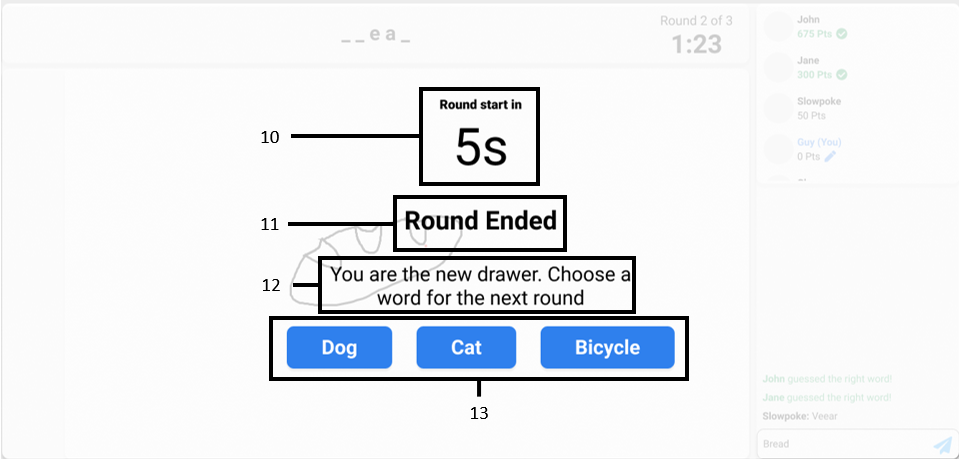 _ _ e a _
Round 2 of 3
1:23
John
675 Pts
Jane
300 Pts
Slowpoke
50 Pts
Guy (You)
0 Pts
10
Round start in
5s
11
Round Ended
12
You are the new drawer. Choose a
word for the next round
Dog
Cat
Bicycle
13
John guessed the right word!
Jane guessed the right word!
Slowpoke: Veear
Bread